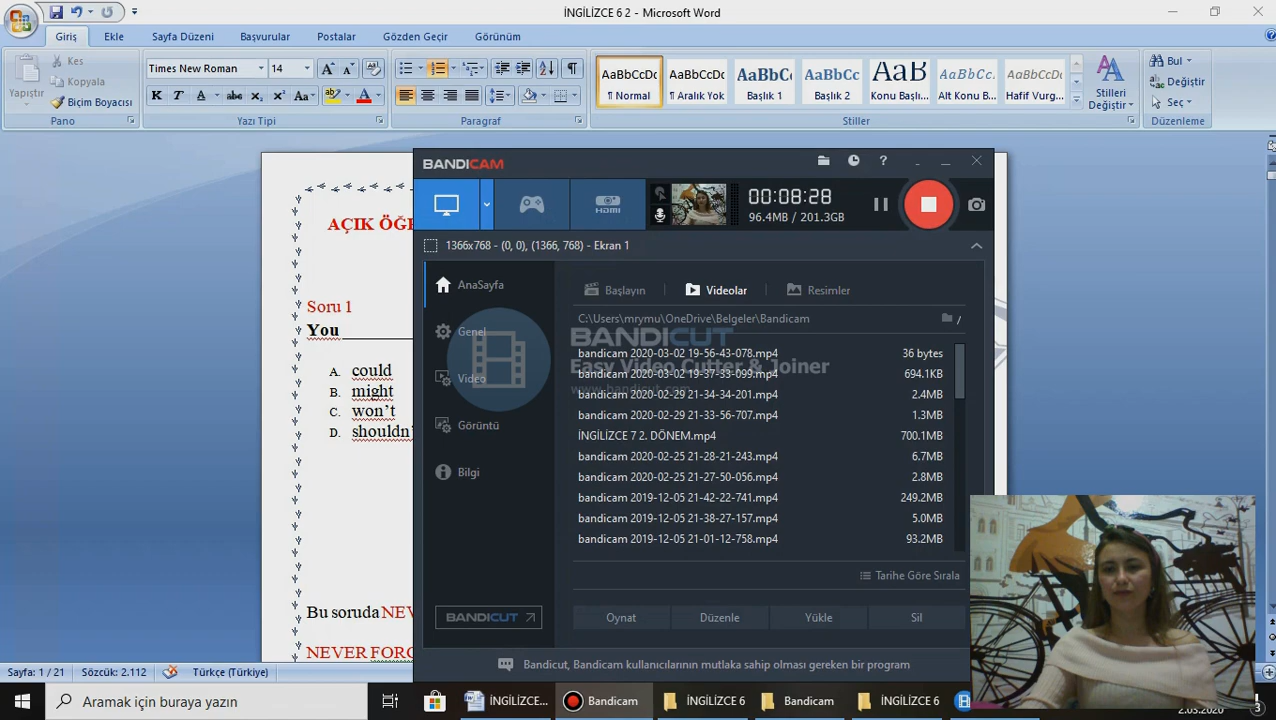 İNGİLİZCE 6 2 - Microsoft Word
Giriş Ekle Sayfa Düzeni Başvurular Postalar Gözden Geçir Görünüm
Yapıştır
Kes
Kopyala
Biçim Boyacısı
Pano
Times New Roman 14
Yazı Tipi
Paragraf
AaBbCcDc ¶ Normal
AaBbCcDc ¶ Aralık Yok
AaBbCc Başlık 1
AaBbCc Başlık 2
AaB Konu Başlı...
AaBbCc Alt Konu B...
AaBbCcDc Hafif Vurg...
Stilleri Değiştir
Stiller
Bul
Değiştir
Seç
Düzenleme
AÇIK ÖĞR
Soru 1
You
A. could
B. might
C. won’t
D. shouldn’
Bu soruda NEV
NEVER FORG
BANDICAM
HDMI
00:08:28
96.4MB / 201.3GB
1366x768 - (0, 0), (1366, 768) - Ekran 1
AnaSayfa
Genel
Video
Görüntü
Bilgi
BANDICUT
Başlayın Videolar Resimler
C:\Users\mrymu\OneDrive\Belgeler\Bandicam /
BANDICUT
Easy Video Cutter & Joiner
www.bandicut.com
bandicam 2020-03-02 19-56-43-078.mp4 36 bytes
bandicam 2020-03-02 19-37-33-099.mp4 694.1KB
bandicam 2020-02-29 21-34-34-201.mp4 2.4MB
bandicam 2020-02-29 21-33-56-707.mp4 1.3MB
İNGİLİZCE 7 2. DÖNEM.mp4 700.1MB
bandicam 2020-02-25 21-28-21-243.mp4 6.7MB
bandicam 2020-02-25 21-27-50-056.mp4 2.8MB
bandicam 2019-12-05 21-42-22-741.mp4 249.2MB
bandicam 2019-12-05 21-38-27-157.mp4 5.0MB
bandicam 2019-12-05 21-01-12-758.mp4 93.2MB
Tarihe Göre Sırala
Oynat Düzenle Yükle Sil
Bandicut, Bandicam kullanıcılarının mutlaka sahip olması gereken bir program
Sayfa: 1 / 21 Sözcük: 2.112 Türkçe (Türkiye)
Aramak için buraya yazın
İNGİLİZCE... Bandicam İNGİLİZCE 6 Bandicam İNGİLİZCE 6
2.03.2020
3